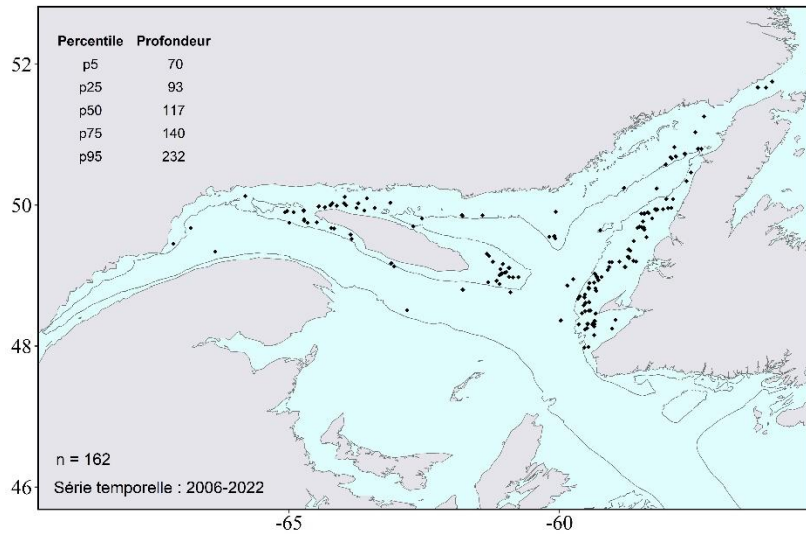 Percentile Profondeur
p5 70
p25 93
p50 117
p75 140
p95 232
52
50
48
46
n = 162
Série temporelle : 2006-2022
-65 -60